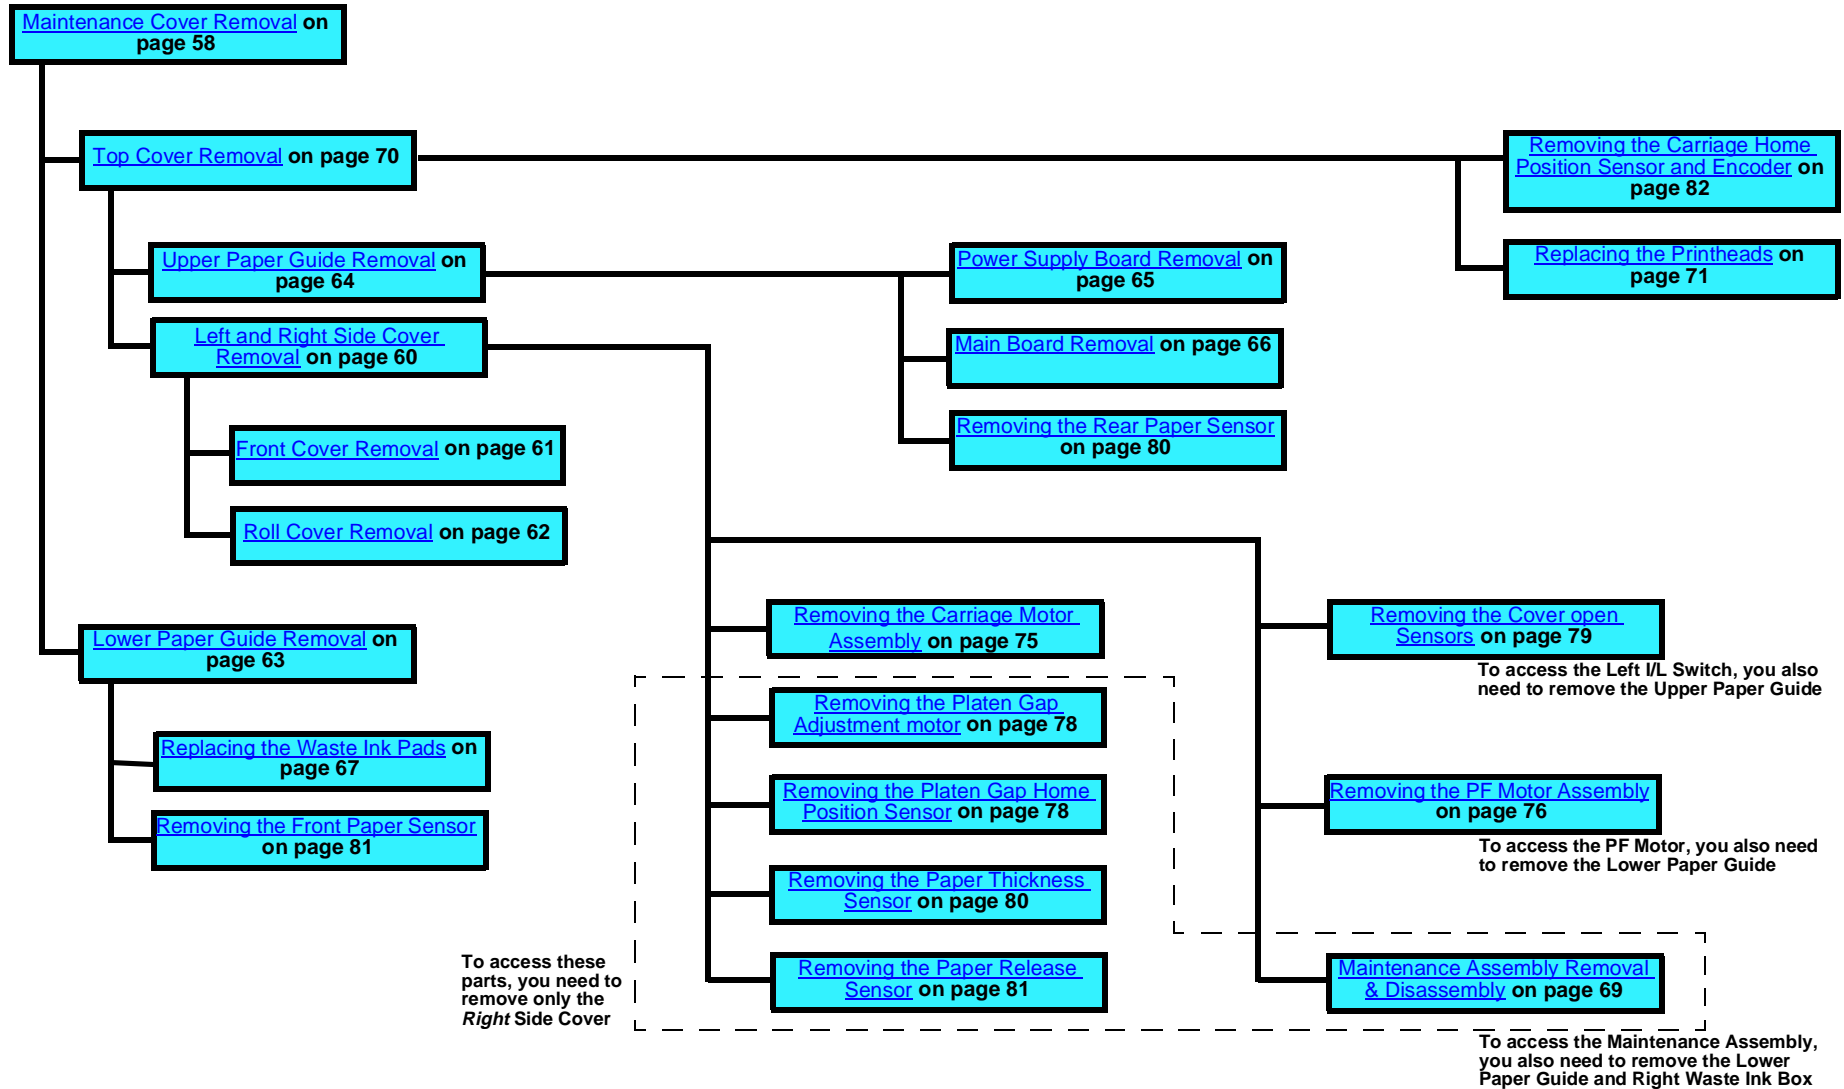 Maintenance Cover Removal on
page 58
Top Cover Removal on page 70
Removing the Carriage Home
Position Sensor and Encoder on
page 82
Upper Paper Guide Removal on
page 64
Power Supply Board Removal on
page 65
Replacing the Printheads on
page 71
Left and Right Side Cover
Removal on page 60
Main Board Removal on page 66
Front Cover Removal on page 61
Removing the Rear Paper Sensor
on page 80
Roll Cover Removal on page 62
Lower Paper Guide Removal on
page 63
Removing the Carriage Motor
Assembly on page 75
Removing the Cover open
Sensors on page 79
To access the Left I/L Switch, you also
need to remove the Upper Paper Guide
Removing the Platen Gap
Adjustment motor on page 78
Replacing the Waste Ink Pads on
page 67
Removing the Platen Gap Home
Position Sensor on page 78
Removing the PF Motor Assembly
on page 76
To access the PF Motor, you also need
to remove the Lower Paper Guide
Removing the Front Paper Sensor
on page 81
Removing the Paper Thickness
Sensor on page 80
To access these
parts, you need to
remove only the
Right Side Cover
Removing the Paper Release
Sensor on page 81
Maintenance Assembly Removal
& Disassembly on page 69
To access the Maintenance Assembly,
you also need to remove the Lower
Paper Guide and Right Waste Ink Box